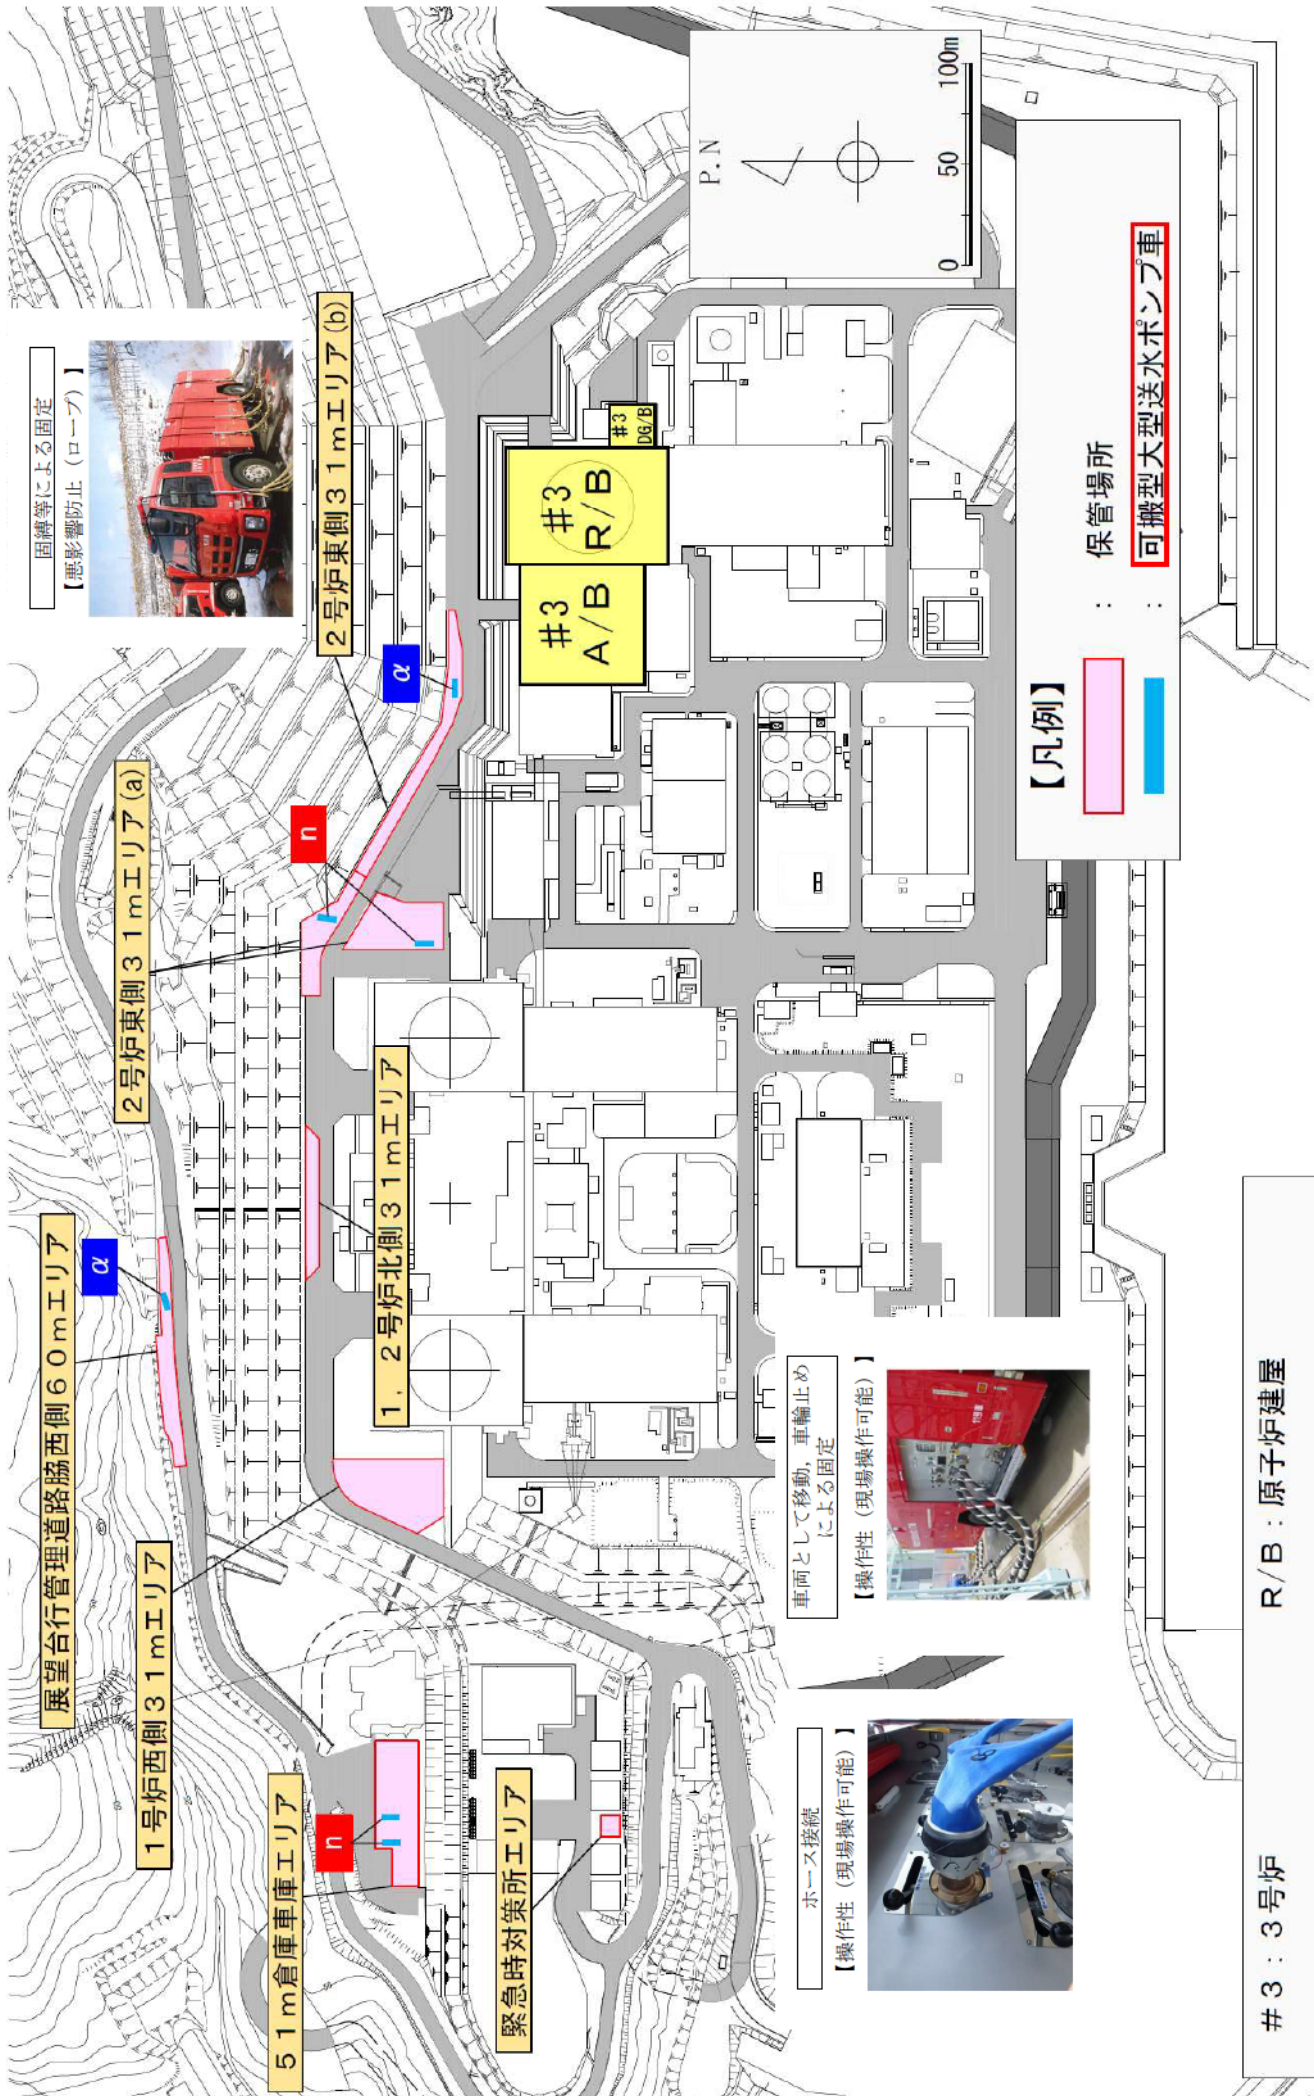 固縛等による固定
【悪影響防止（ロープ）】
展望台行管理道路脇西側６０ｍエリア
α
２号炉東側３１ｍエリア(a)
２号炉東側３１ｍエリア(b)
１号炉西側３１ｍエリア
n
α
５１ｍ倉庫車庫エリア
n
１，２号炉北側３１ｍエリア
緊急時対策所エリア
#3
A/B
#3
R/B
#3
DG/B
P.N
0 50 100m
ホース接続
【操作性（現場操作可能）】
車両として移動，車輪止め
による固定
【操作性（現場操作可能）】
【凡例】
： 保管場所
： 可搬型大型送水ポンプ車
＃３：３号炉
R/B：原子炉建屋